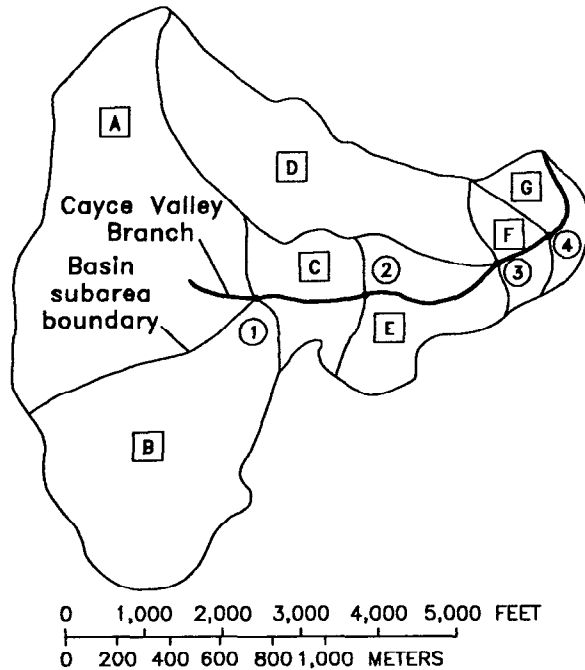 A
D
G
Cayce Valley
Branch
F
C
2
4
3
Basin
subarea
boundary
1
E
B
0 1,000 2,000 3,000 4,000 5,000 FEET
0 200 400 600 800 1,000 METERS